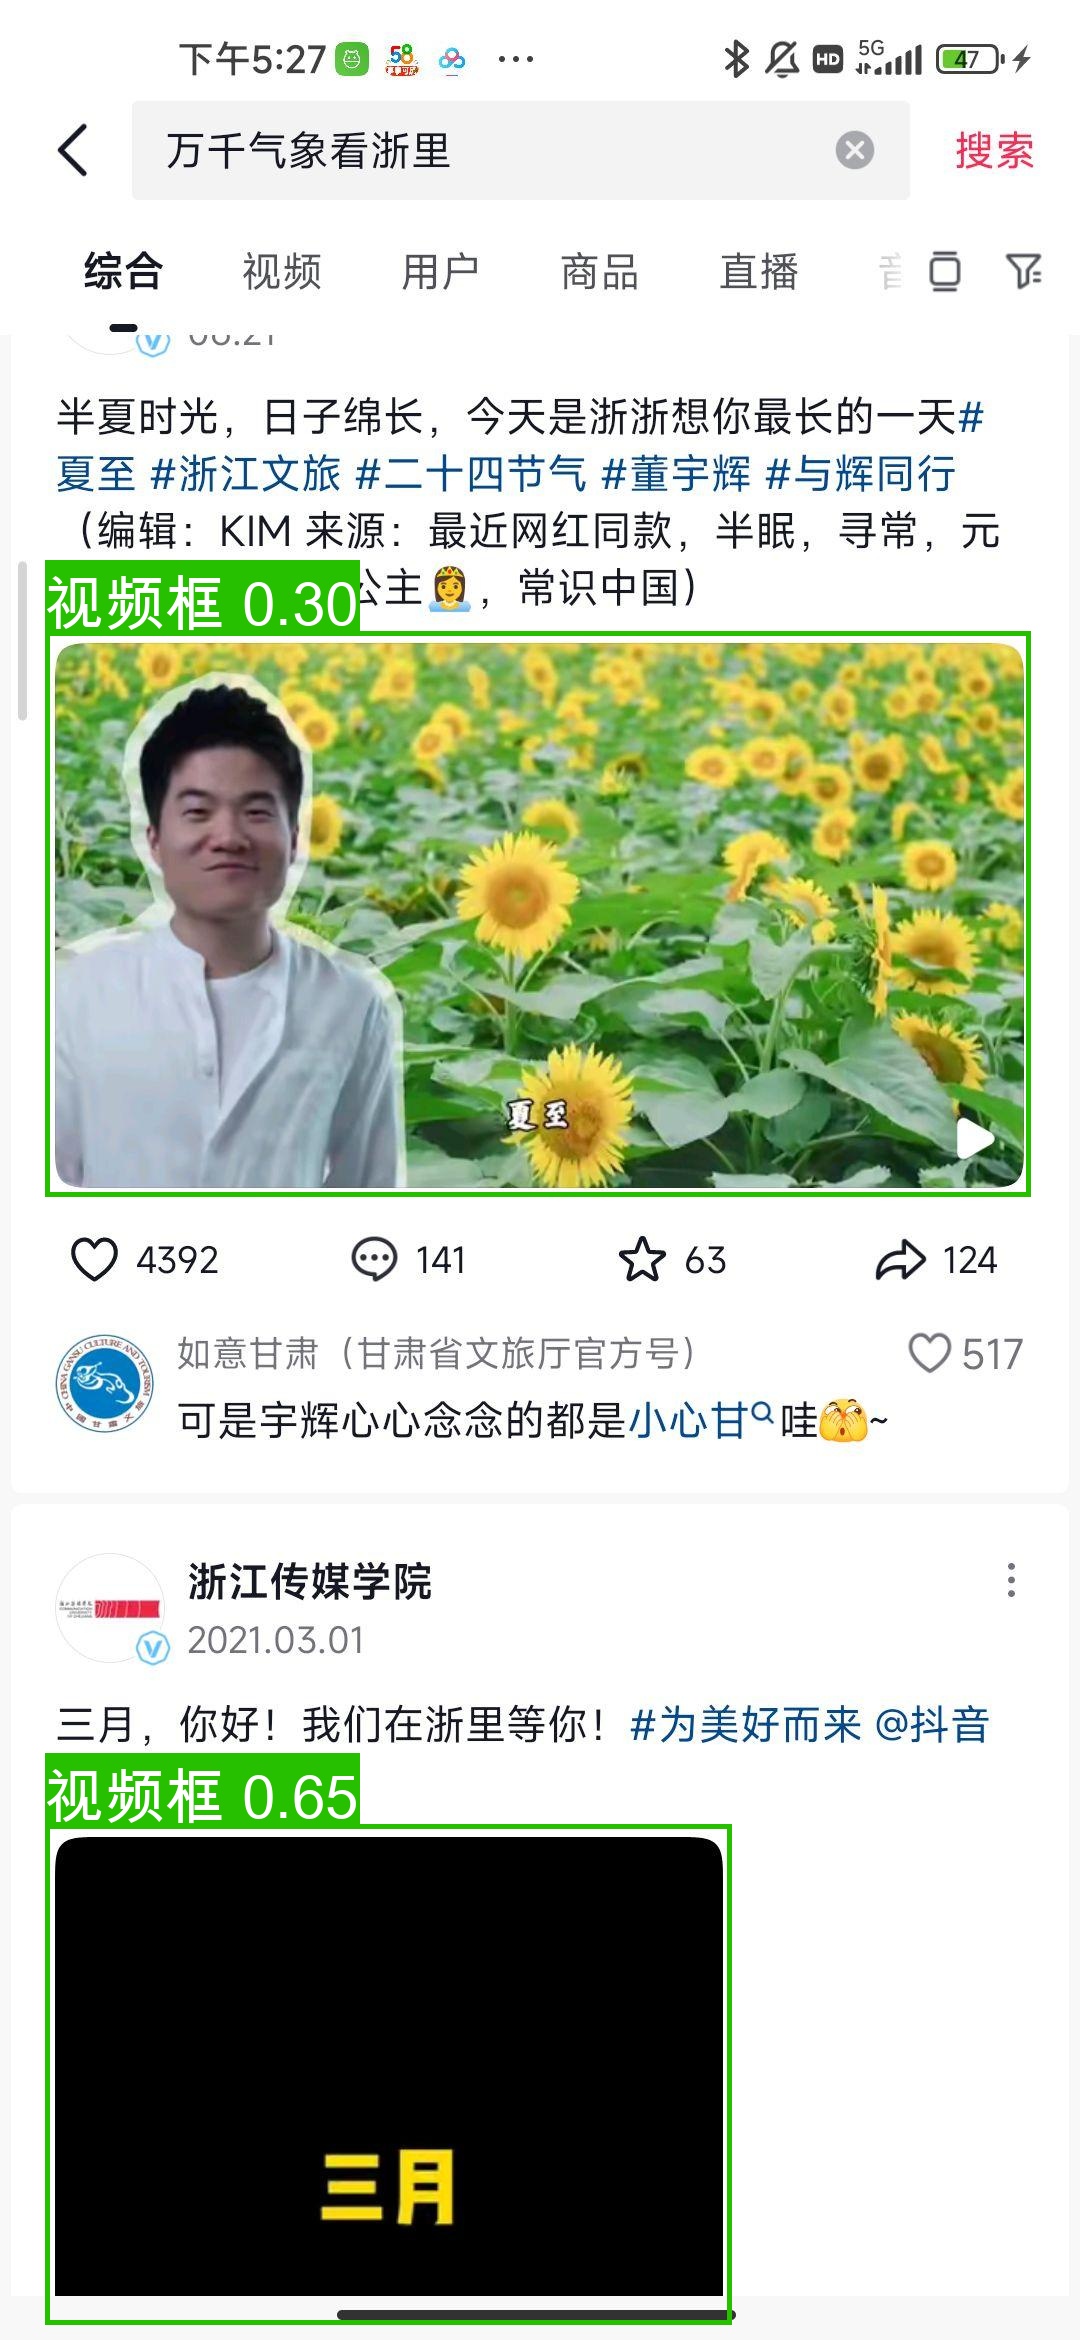 下午5:27
58
HD
5G
47
万千气象看浙里
搜索
综合 视频 用户 商品 直播
半夏时光，日子绵长，今天是浙浙想你最长的一天#
夏至 #浙江文旅 #二十四节气 #董宇辉 #与辉同行
（编辑：KIM 来源：最近网红同款，半眠，寻常，元
公主👸，常识中国）
视频框 0.30
夏至
4392 141 63 124
如意甘肃（甘肃省文旅厅官方号） 517
可是宇辉心心念念的都是小心甘哇🫣~
浙江传媒学院
2021.03.01
三月，你好！我们在浙里等你！#为美好而来 @抖音
视频框 0.65
三月